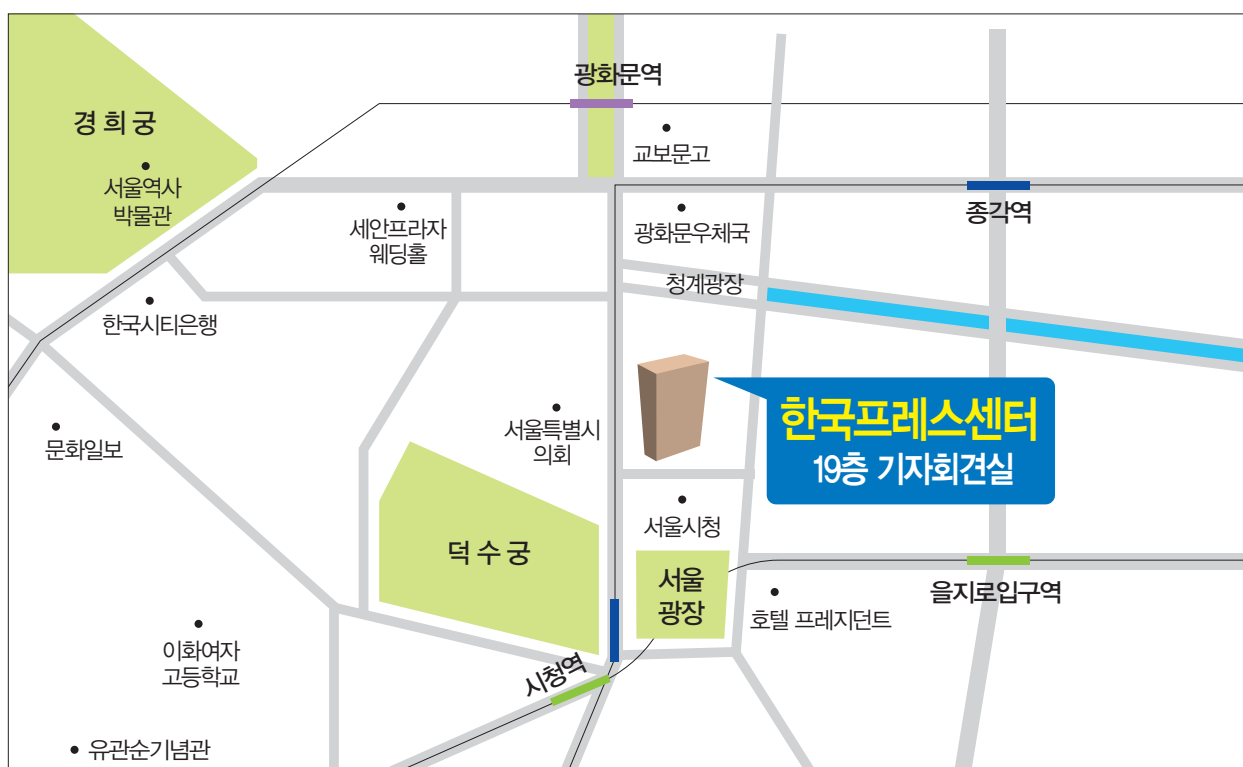 광화문역
경희궁
교보문고
서울역사
박물관
세안프라자
웨딩홀
광화문우체국
종각역
청계광장
한국시티은행
한국프레스센터
19층 기자회견실
문화일보
서울특별시
의회
서울시청
덕수궁
서울
광장
을지로입구역
호텔 프레지던트
이화여자
고등학교
시청역
유관순기념관